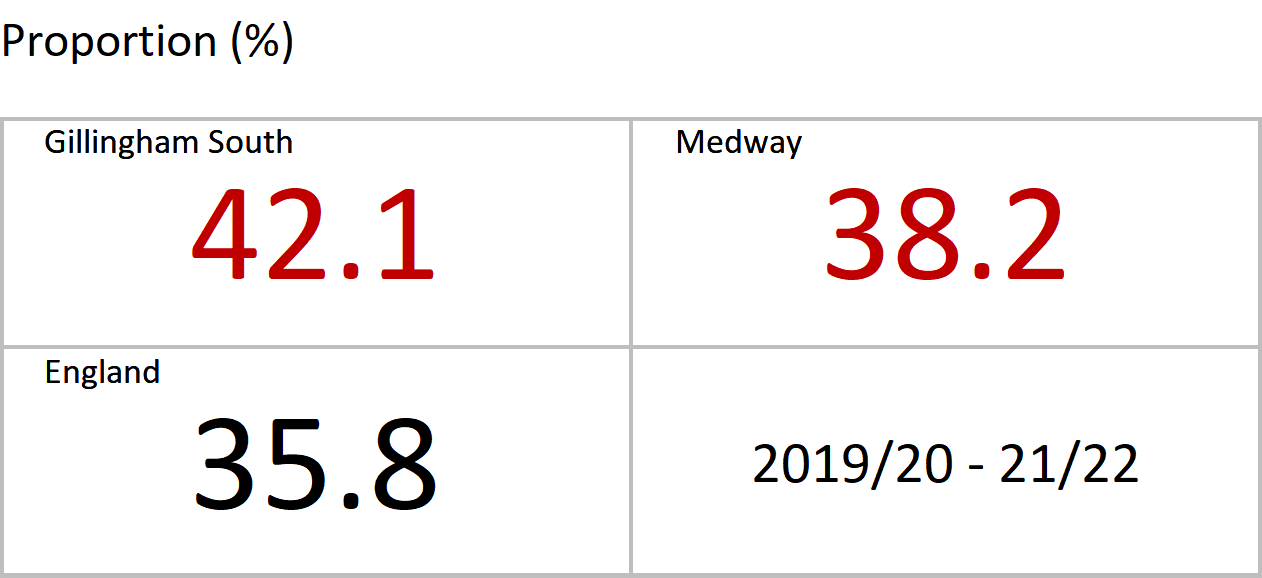 Proportion (%)
Gillingham South
42.1
Medway
38.2
England
35.8
2019/20 - 21/22